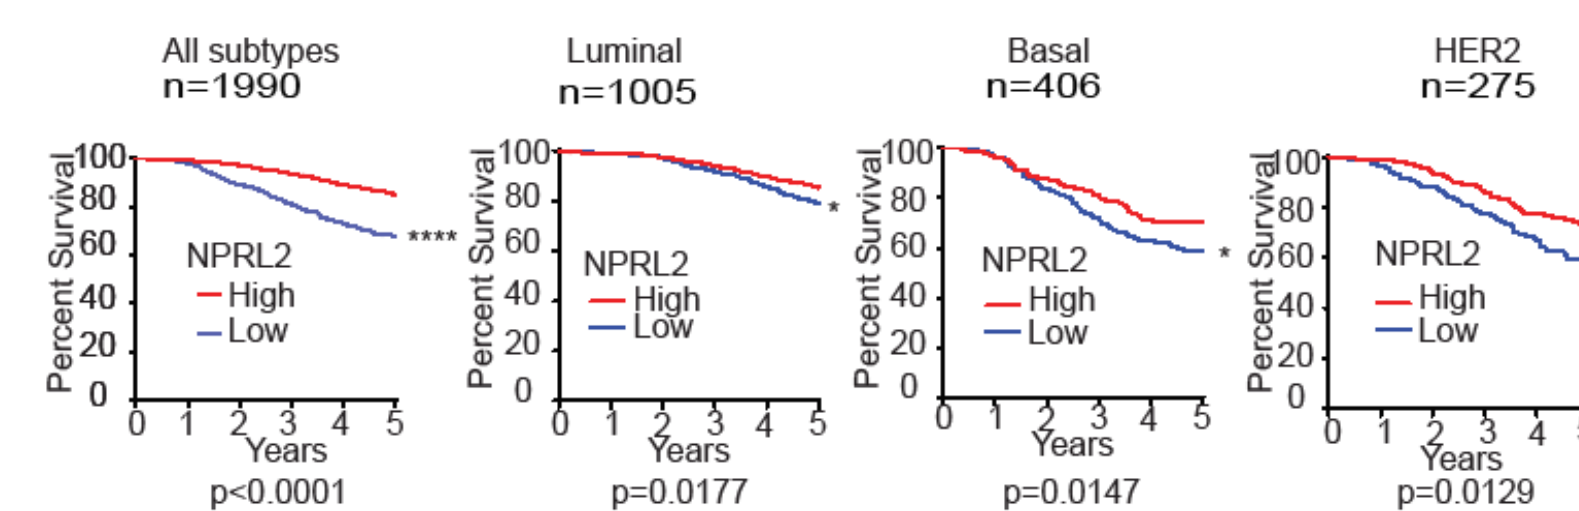 All subtypes
n=1990
Percent Survival
100
80
60
40
20
0
NPRL2
High
Low
****
0 1 2 3 4 5
Years
p<0.0001
Luminal
n=1005
Percent Survival
100
80
60
40
20
0
NPRL2
High
Low
*
0 1 2 3 4 5
Years
p=0.0177
Basal
n=406
Percent Survival
100
80
60
40
20
0
NPRL2
High
Low
*
0 1 2 3 4 5
Years
p=0.0147
HER2
n=275
Percent Survival
100
80
60
40
20
0
NPRL2
High
Low
0 1 2 3 4
Years
p=0.0129